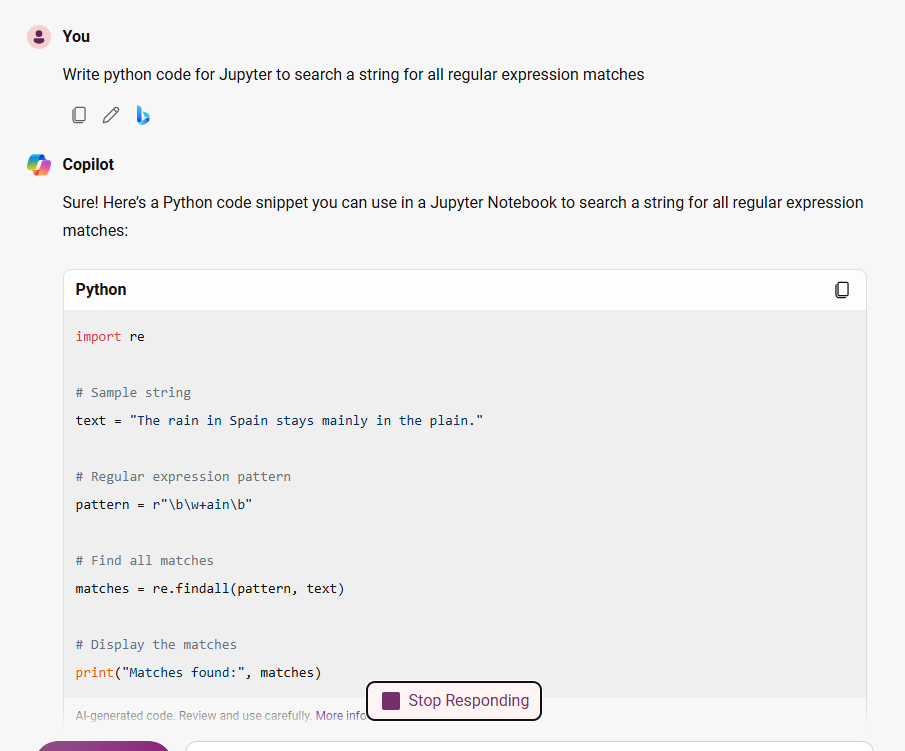 You
Write python code for Jupyter to search a string for all regular expression matches
Copilot
Sure! Here’s a Python code snippet you can use in a Jupyter Notebook to search a string for all regular expression
matches:
Python
import re
# Sample string
text = "The rain in Spain stays mainly in the plain."
# Regular expression pattern
pattern = r"\b\w+ain\b"
# Find all matches
matches = re.findall(pattern, text)
# Display the matches
print("Matches found:", matches)
AI-generated code. Review and use carefully. More info
Stop Responding